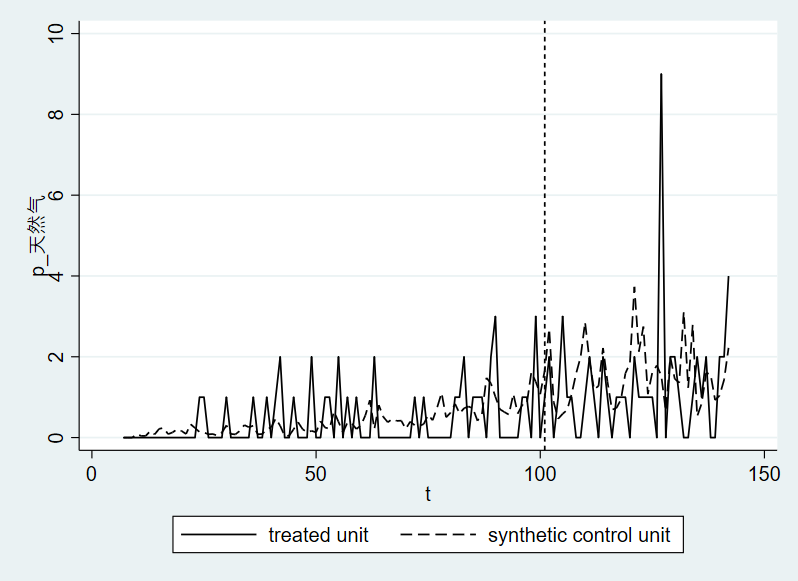 10
8
6
4
2
0
p_天然气
0
50
100
150
t
treated unit
synthetic control unit